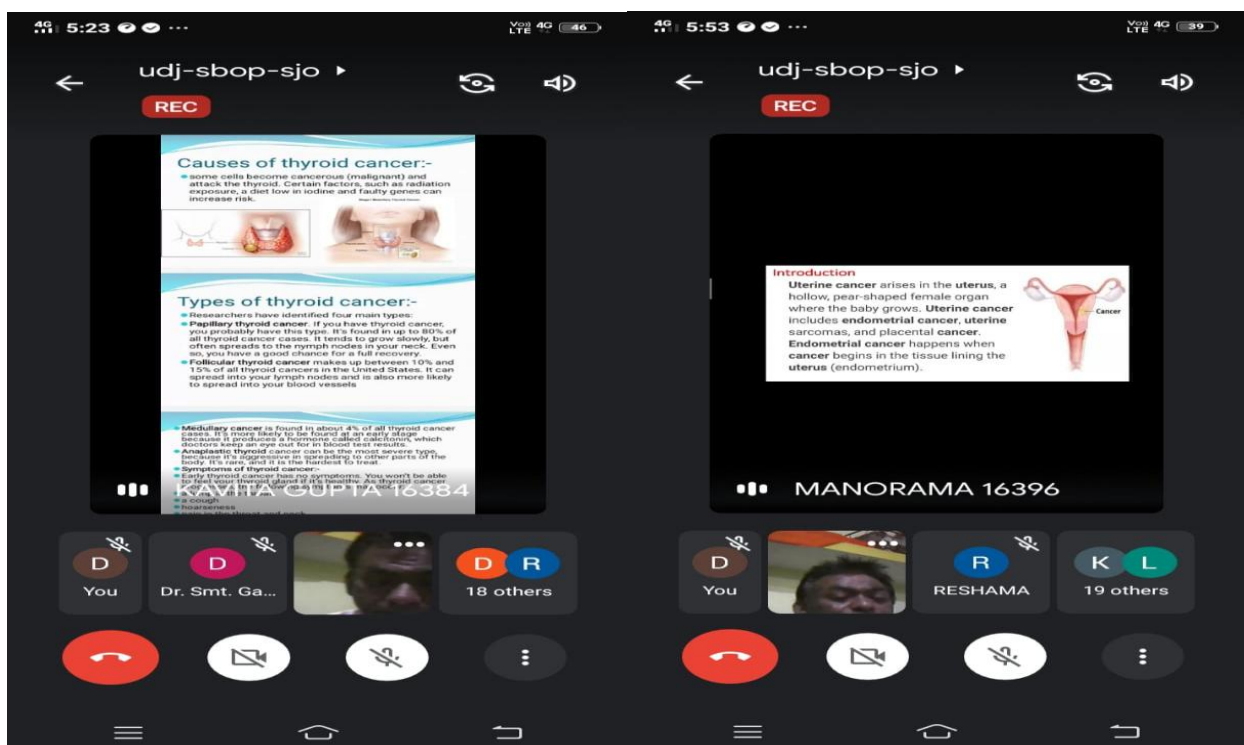 4G 5:23 ...
Vo)) LTE 4G 46
udj-sbop-sjo
REC
Causes of thyroid cancer:-
some cells become cancerous (malignant) and
attack the thyroid. Certain factors, such as radiation
exposure, a diet low in iodine and faulty genes can
increase risk.
Types of thyroid cancer:-
Researchers have identified four main types:
Papillary thyroid cancer. If you have thyroid cancer,
you probably have this type. It's found in up to 80% of
all thyroid cancer cases. It tends to grow slowly, but
often spreads to the nymph nodes in your neck. Even
so, you have a good chance for a full recovery.
Follicular thyroid cancer makes up between 10% and
15% of all thyroid cancers in the United States. It can
spread into your lymph nodes and is also more likely
to spread into your blood vessels
Medullary cancer is found in about 4% of all thyroid cancer
cases. It's more likely to be found at an early stage
because it produces a hormone called calcitonin, which
doctors keep an eye out for in blood test results.
Anaplastic thyroid cancer can be the most severe type,
because it's aggressive in spreading to other parts of the
body. It's rare, and it is the hardest to treat.
Symptoms of thyroid cancer:-
Early thyroid cancer has no symptoms. You won't be able
to feel your thyroid gland if it's healthy. As thyroid cancer
a cough
hoarseness
KAVITA GUPTA 16384
D
You
D
Dr. Smt. Ga...
D R
18 others
4G 5:53 ...
Vo)) LTE 4G 39
udj-sbop-sjo
REC
Introduction
Uterine cancer arises in the uterus, a
hollow, pear-shaped female organ
where the baby grows. Uterine cancer
includes endometrial cancer, uterine
sarcomas, and placental cancer.
Endometrial cancer happens when
cancer begins in the tissue lining the
uterus (endometrium).
Cancer
MANORAMA 16396
D
You
R
RESHAMA
K L
19 others